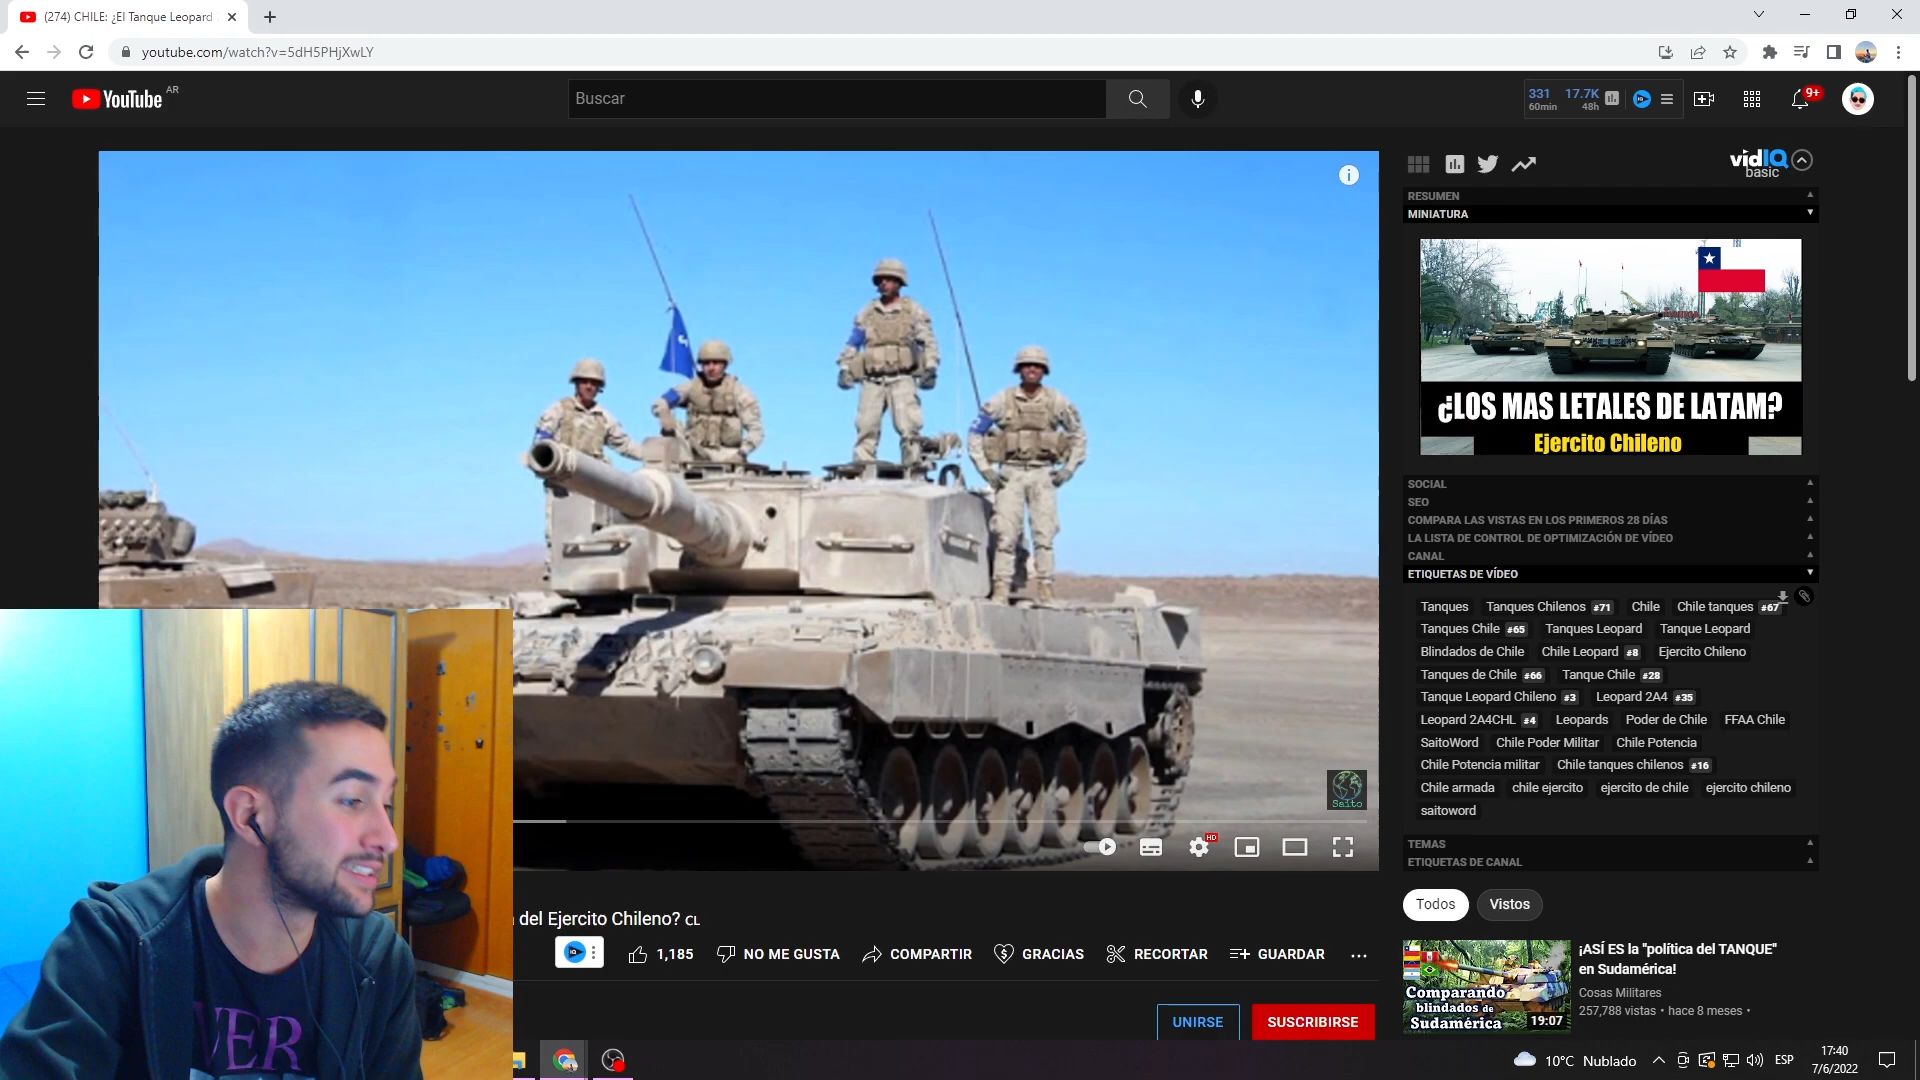 (274) CHILE: ¿El Tanque Leopard
youtube.com/watch?v=5dH5PHjXwLY
YouTube AR
Buscar
331 17.7K
60min 48h
9+
vidIQ
basic
RESUMEN
MINIATURA
¿LOS MAS LETALES DE LATAM?
Ejercito Chileno
SOCIAL
SEO
COMPARA LAS VISTAS EN LOS PRIMEROS 28 DÍAS
LA LISTA DE CONTROL DE OPTIMIZACIÓN DE VÍDEO
CANAL
ETIQUETAS DE VÍDEO
Tanques Tanques Chilenos #71 Chile Chile tanques #67
Tanques Chile #65 Tanques Leopard Tanque Leopard
Blindados de Chile Chile Leopard #8 Ejercito Chileno
Tanques de Chile #66 Tanque Chile #28
Tanque Leopard Chileno #3 Leopard 2A4 #35
Leopard 2A4CHL #4 Leopards Poder de Chile FFAA Chile
SaitoWord Chile Poder Militar Chile Potencia
Chile Potencia militar Chile tanques chilenos #16
Chile armada chile ejercito ejercito de chile ejercito chileno
saitoword
TEMAS
ETIQUETAS DE CANAL
Saito
HD
Todos Vistos
del Ejercito Chileno? CL
1,185 NO ME GUSTA COMPARTIR GRACIAS RECORTAR GUARDAR
UNIRSE SUSCRIBIRSE
Comparando
blindados de
Sudamérica
19:07
¡ASÍ ES la "política del TANQUE"
en Sudamérica!
Cosas Militares
257,788 vistas • hace 8 meses •
VER
10°C Nublado
ESP
17:40
7/6/2022